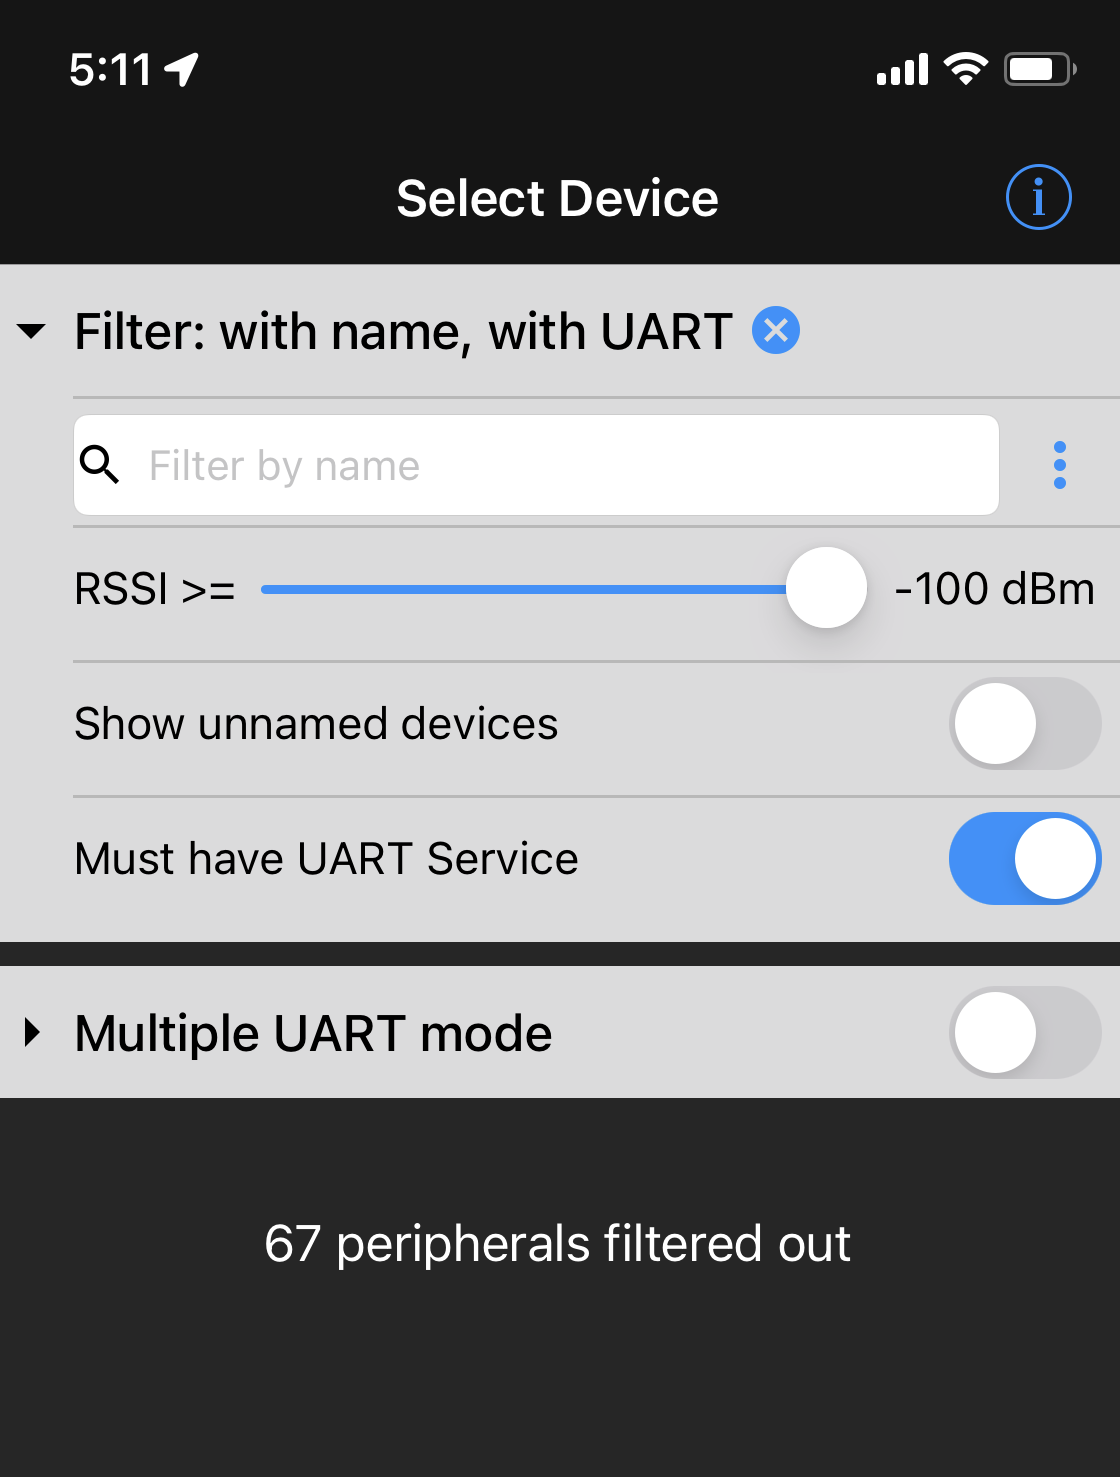 5:11
Select Device
i
Filter: with name, with UART
Filter by name
RSSI >= -100 dBm
Show unnamed devices
Must have UART Service
Multiple UART mode
67 peripherals filtered out